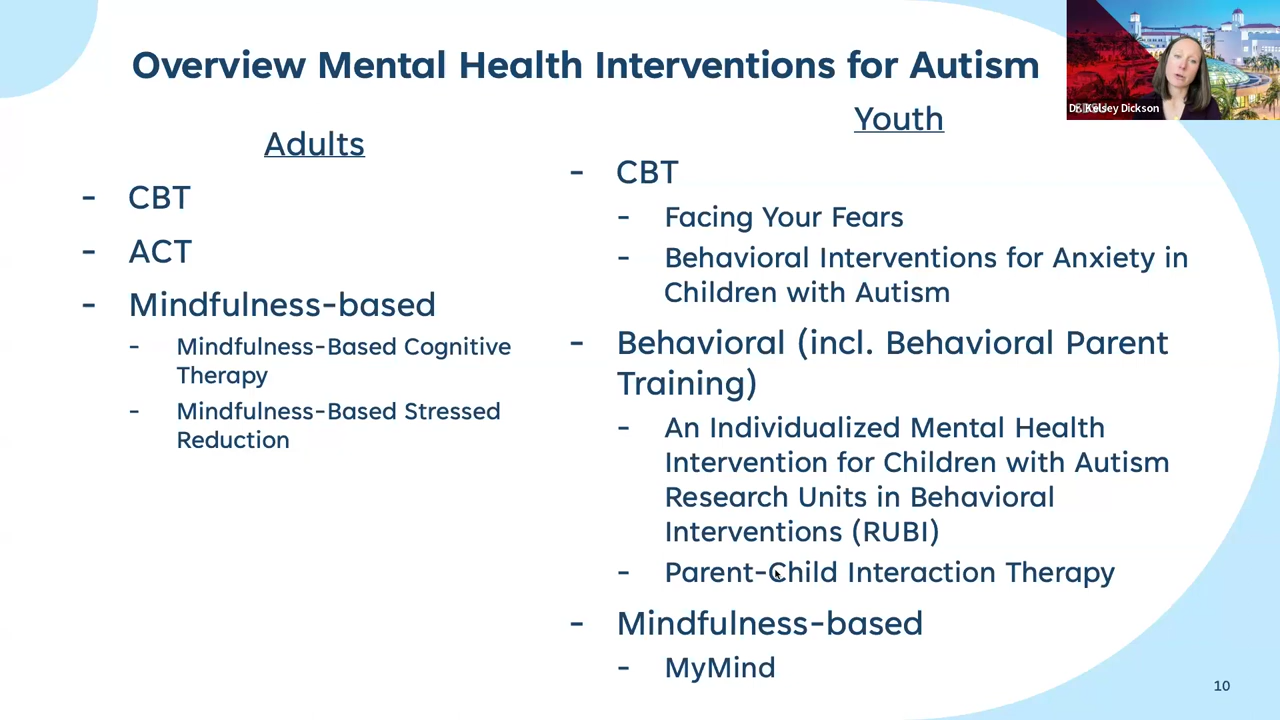 Overview Mental Health Interventions for Autism
Adults
- CBT
- ACT
- Mindfulness-based
- Mindfulness-Based Cognitive
Therapy
- Mindfulness-Based Stressed
Reduction
Youth
- CBT
- Facing Your Fears
- Behavioral Interventions for Anxiety in
Children with Autism
- Behavioral (incl. Behavioral Parent
Training)
- An Individualized Mental Health
Intervention for Children with Autism
Research Units in Behavioral
Interventions (RUBI)
- Parent-Child Interaction Therapy
- Mindfulness-based
- MyMind
Dr. Kelsey Dickson
10